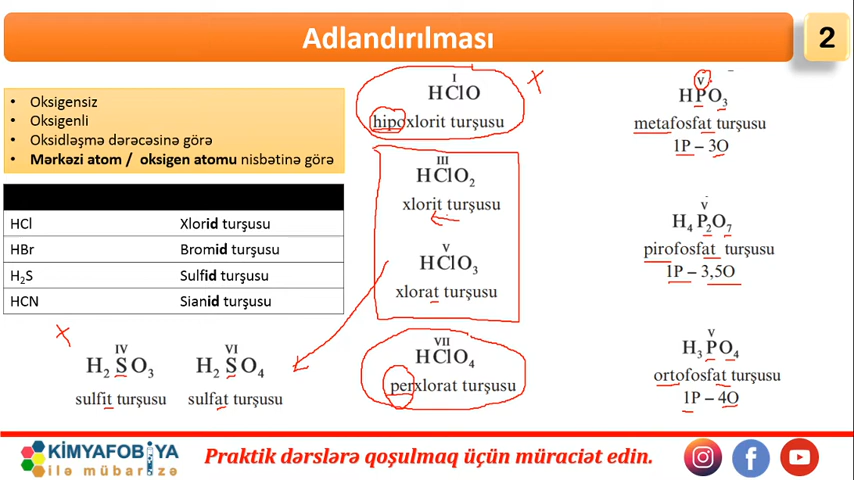 Adlandırılması
2
• Oksigensiz
• Oksigenli
• Oksidləşmə dərəcəsinə görə
• Mərkəzi atom / oksigen atomu nisbətinə görə
HCl Xlorid turşusu
HBr Bromid turşusu
H₂S Sulfid turşusu
HCN Sianid turşusu
IV
H₂SO₃
sulfit turşusu
VI
H₂SO₄
sulfat turşusu
I
HClO
hipoxlorit turşusu
III
HClO₂
xlorit turşusu
V
HClO₃
xlorat turşusu
VII
HClO₄
perxlorat turşusu
V
HPO₃
metafosfat turşusu
1P – 3O
V
H₄P₂O₇
pirofosfat turşusu
1P – 3,5O
V
H₃PO₄
ortofosfat turşusu
1P – 4O
KİMYAFOBİYA
ilə mübarizə
Praktik dərslərə qoşulmaq üçün müraciət edin.